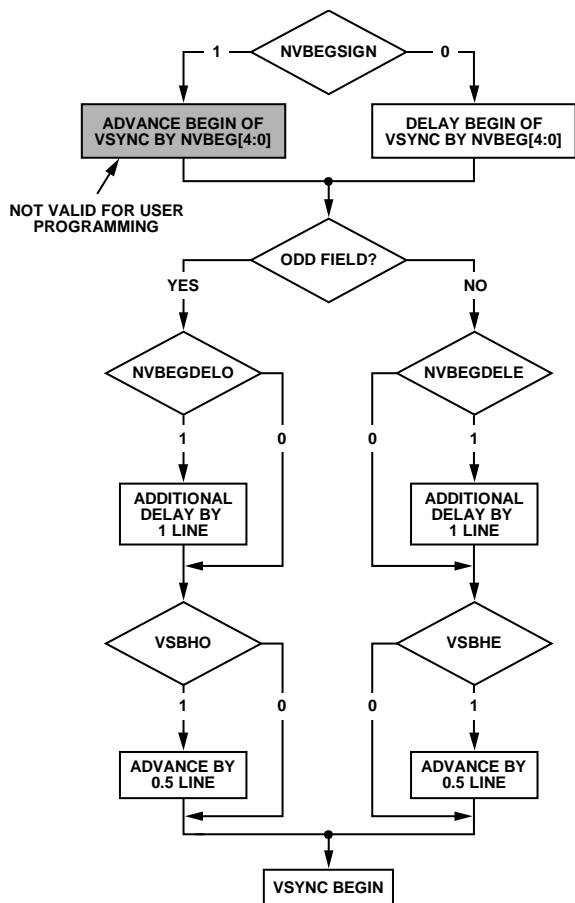 NVBEGSIGN
1
0
ADVANCE BEGIN OF
VSYNC BY NVBEG[4:0]
DELAY BEGIN OF
VSYNC BY NVBEG[4:0]
NOT VALID FOR USER
PROGRAMMING
ODD FIELD?
YES
NO
NVBEGDELO
NVBEGDELE
1
0
0
1
ADDITIONAL
DELAY BY
1 LINE
ADDITIONAL
DELAY BY
1 LINE
VSBHO
VSBHE
1
0
0
1
ADVANCE BY
0.5 LINE
ADVANCE BY
0.5 LINE
VSYNC BEGIN